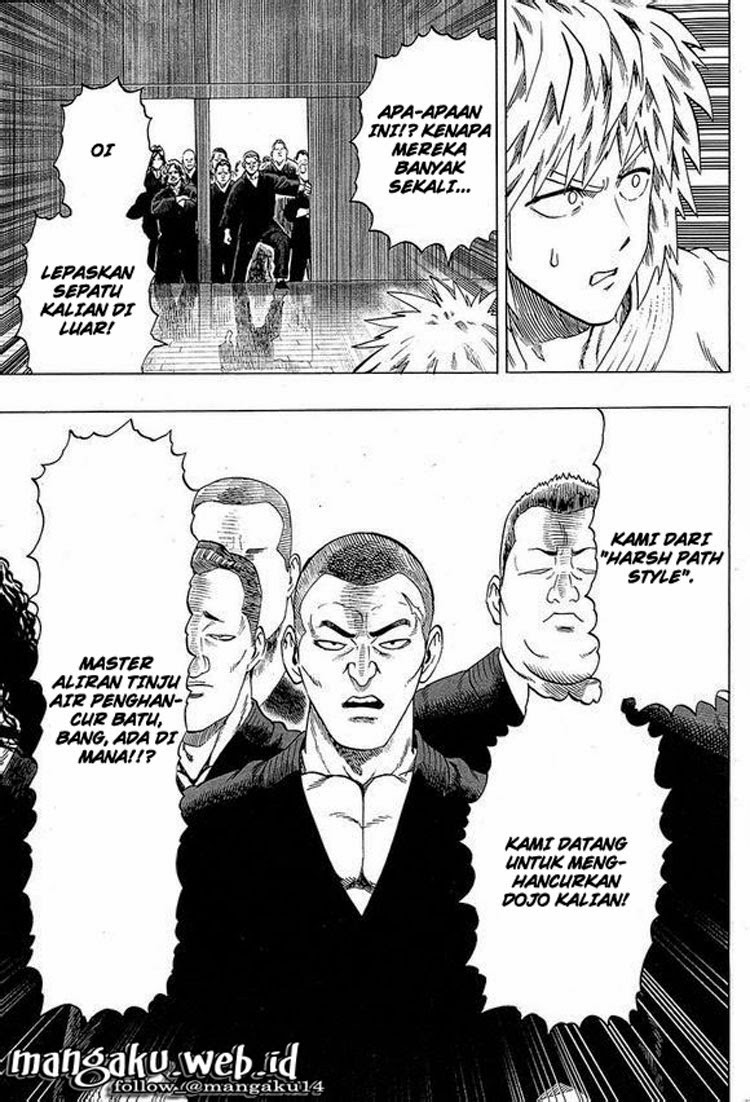 APA-APAAN
INI!? KENAPA
MEREKA
BANYAK
SEKALI...
OI
LEPASKAN
SEPATU
KALIAN DI
LUAR!
KAMI DARI
"HARSH PATH
STYLE".
KAMI DATANG
UNTUK MENG-
HANCURKAN
DOJO KALIAN!
MASTER
ALIRAN TINJU
AIR PENGHAN-
CUR BATU,
BANG, ADA DI
MANA!!?
mangaku.web.id
follow @mangaku14